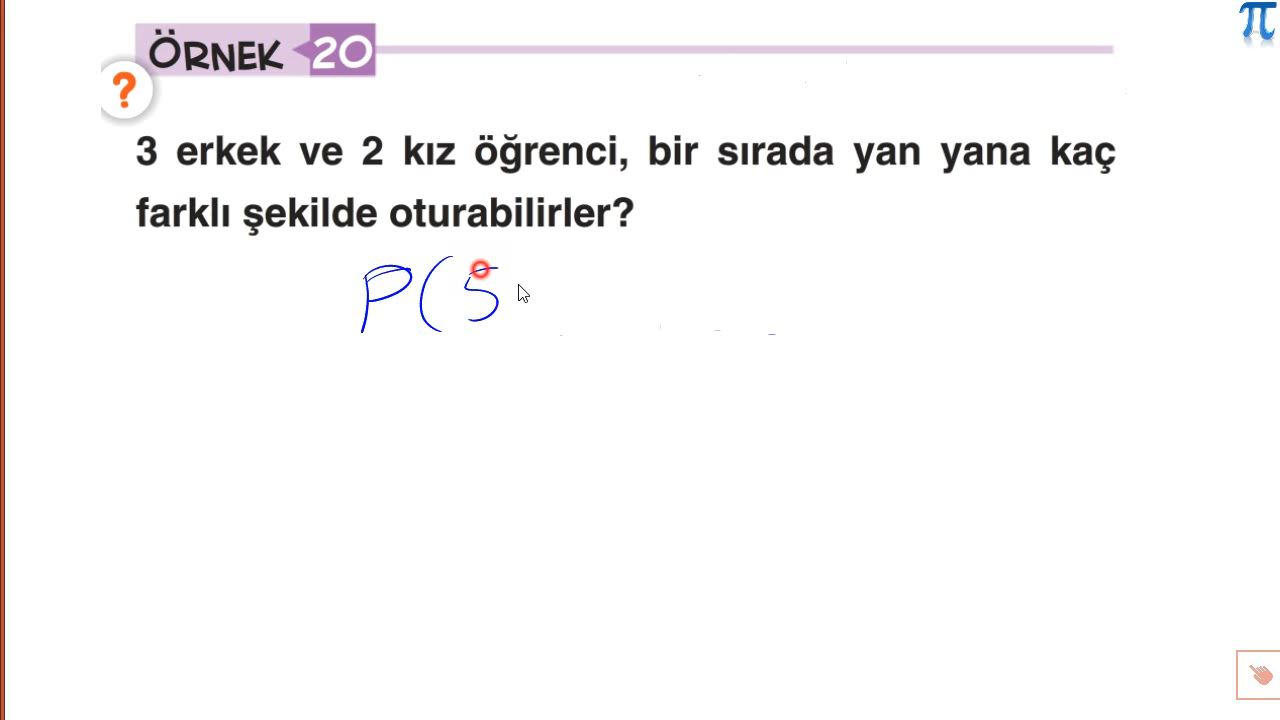 ÖRNEK 20
?
3 erkek ve 2 kız öğrenci, bir sırada yan yana kaç
farklı şekilde oturabilirler?
P(5